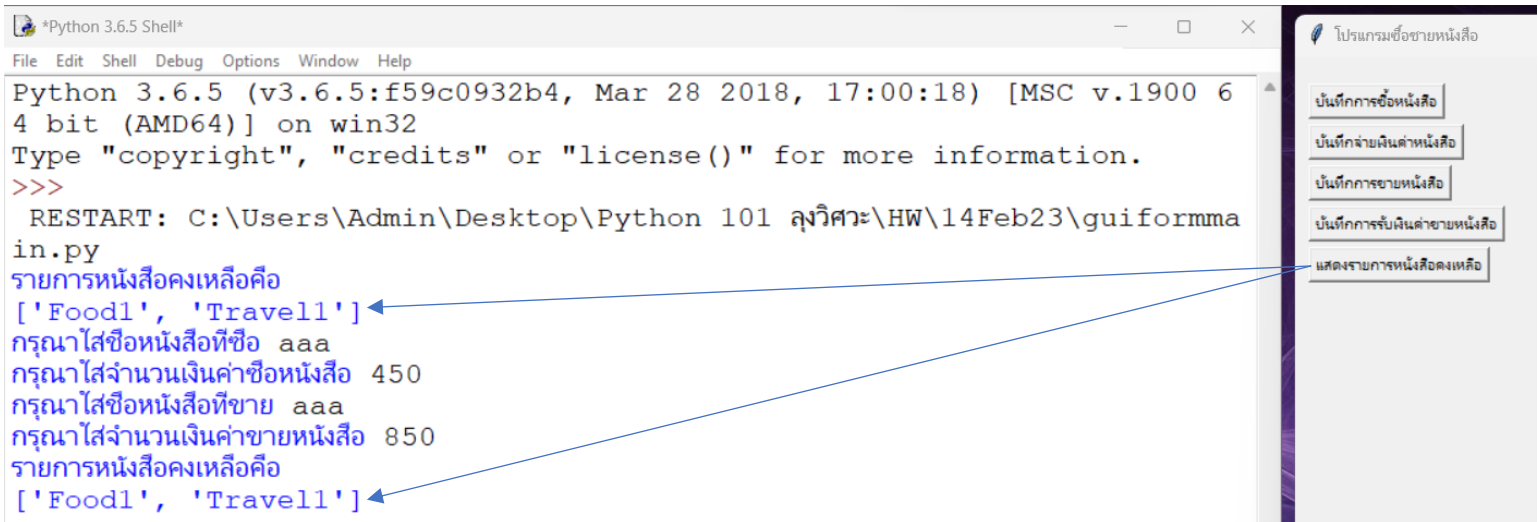 *Python 3.6.5 Shell*
File Edit Shell Debug Options Window Help
Python 3.6.5 (v3.6.5:f59c0932b4, Mar 28 2018, 17:00:18) [MSC v.1900 6
4 bit (AMD64)] on win32
Type "copyright", "credits" or "license()" for more information.
>>>
RESTART: C:\Users\Admin\Desktop\Python 101 ลุงวิศวะ\HW\14Feb23\guiformma
in.py
รายการหนังสือคงเหลือคือ
['Food1', 'Travel1']
กรุณาใส่ชื่อหนังสือที่ซื้อ aaa
กรุณาใส่จำนวนเงินค่าซื้อหนังสือ 450
กรุณาใส่ชื่อหนังสือที่ขาย aaa
กรุณาใส่จำนวนเงินค่าขายหนังสือ 850
รายการหนังสือคงเหลือคือ
['Food1', 'Travel1']
โปรแกรมซื้อขายหนังสือ
บันทึกการซื้อหนังสือ
บันทึกจ่ายเงินค่าหนังสือ
บันทึกการขายหนังสือ
บันทึกการรับเงินค่าขายหนังสือ
แสดงรายการหนังสือคงเหลือ